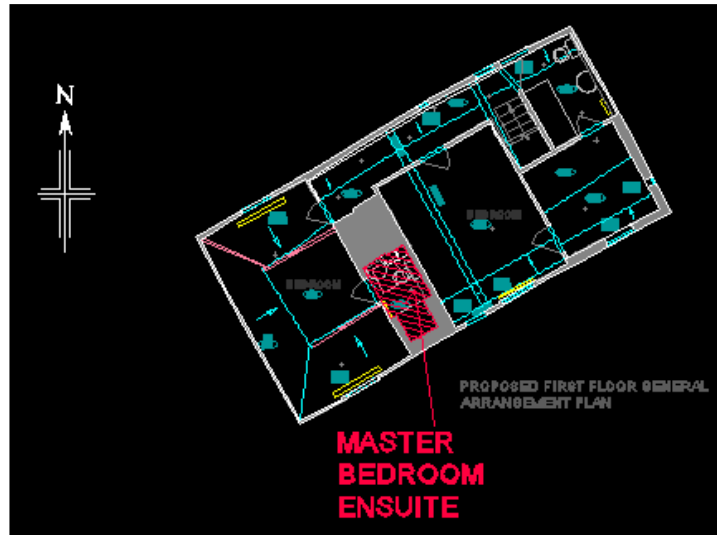 N
BEDROOM
BEDROOM
PROPOSED FIRST FLOOR GENERAL
ARRANGEMENT PLAN
MASTER
BEDROOM
ENSUITE